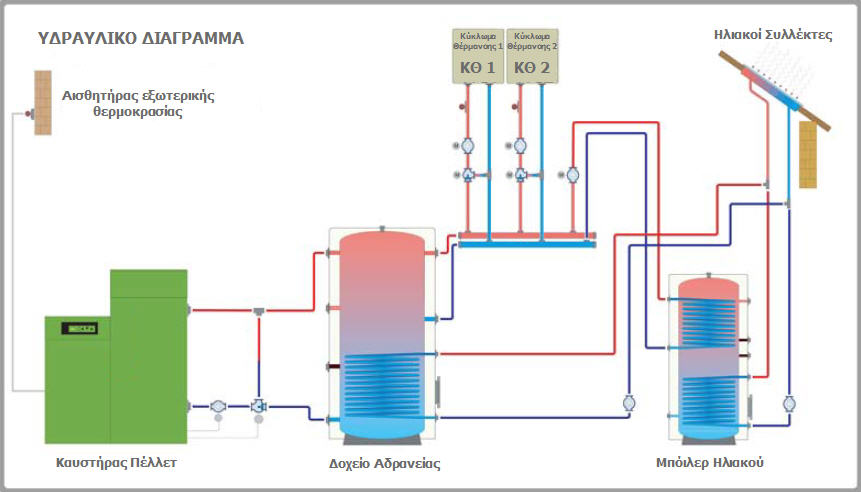 ΥΔΡΑΥΛΙΚΟ ΔΙΑΓΡΑΜΜΑ
Αισθητήρας εξωτερικής
θερμοκρασίας
Κύκλωμα
Θέρμανσης 1
ΚΘ 1
Κύκλωμα
Θέρμανσης 2
ΚΘ 2
Ηλιακοί Συλλέκτες
M
M
M
M
M
Καυστήρας Πέλλετ
Δοχείο Αδρανείας
Μπόιλερ Ηλιακού